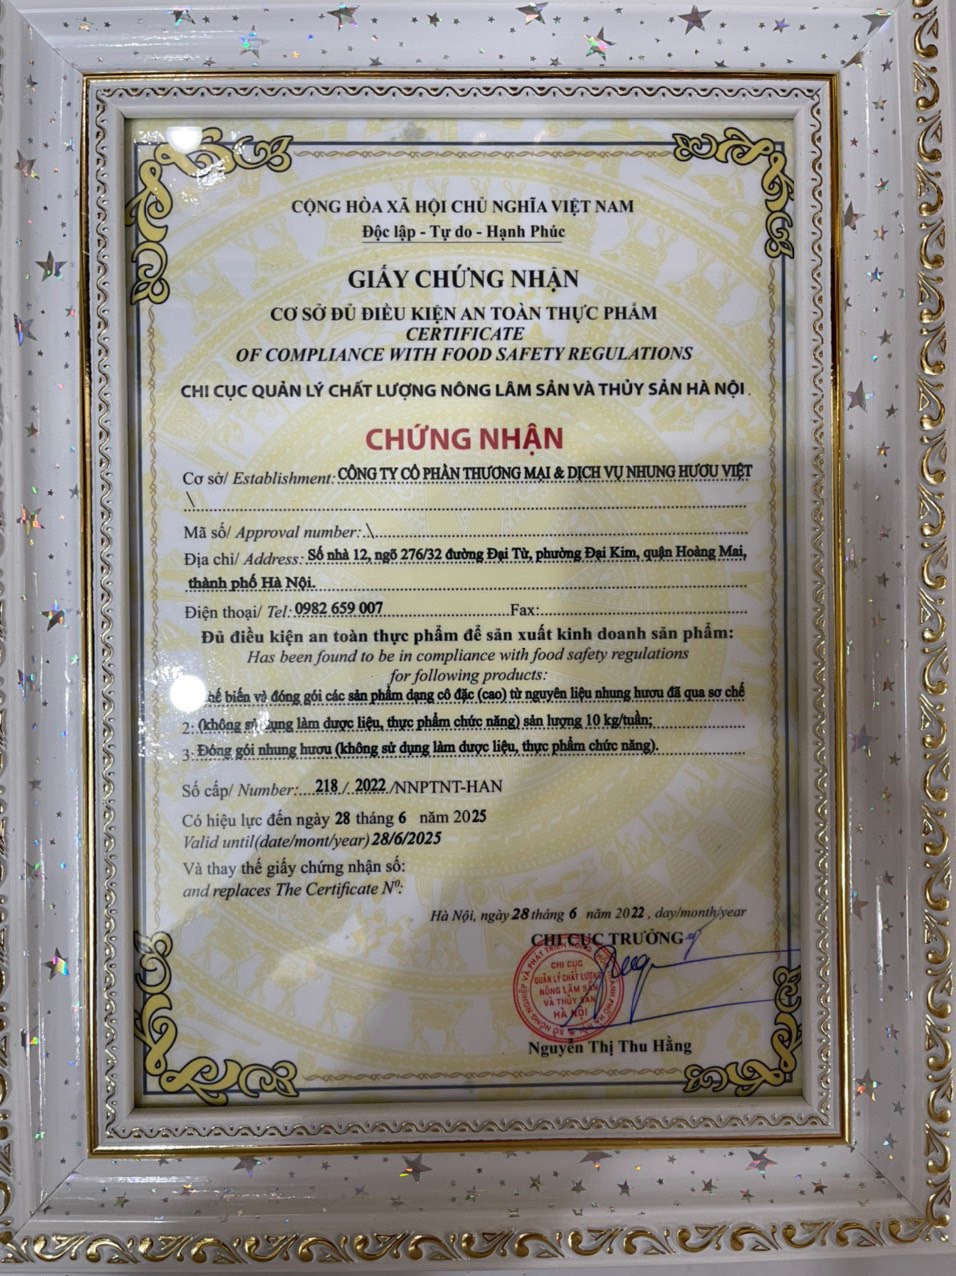 CỘNG HÒA XÃ HỘI CHỦ NGHĨA VIỆT NAM
Độc lập - Tự do - Hạnh Phúc
GIẤY CHỨNG NHẬN
CƠ SỞ ĐỦ ĐIỀU KIỆN AN TOÀN THỰC PHẨM
CERTIFICATE
OF COMPLIANCE WITH FOOD SAFETY REGULATIONS
CHI CỤC QUẢN LÝ CHẤT LƯỢNG NÔNG LÂM SẢN VÀ THỦY SẢN HÀ NỘI.
CHỨNG NHẬN
Cơ sở/ Establishment: CÔNG TY CỔ PHẦN THƯƠNG MẠI & DỊCH VỤ NHUNG HƯƠU VIỆT
\
Mã số/ Approval number: \
Địa chỉ/ Address: Số nhà 12, ngõ 276/32 đường Đại Từ, phường Đại Kim, quận Hoàng Mai,
thành phố Hà Nội.
Điện thoại/ Tel: 0982 659 007 Fax:
Đủ điều kiện an toàn thực phẩm để sản xuất kinh doanh sản phẩm:
Has been found to be in compliance with food safety regulations
for following products:
biến và đóng gói các sản phẩm dạng cô đặc (cao) từ nguyên liệu nhung hươu đã qua sơ chế
2: (không sử dụng làm dược liệu, thực phẩm chức năng) sản lượng 10 kg/tuần;
3: Đóng gói nhung hươu (không sử dụng làm dược liệu, thực phẩm chức năng).
Số cấp/ Number: 218 / 2022 /NNPTNT-HAN
Có hiệu lực đến ngày 28 tháng 6 năm 2025
Valid until(date/mont/year) 28/6/2025
Và thay thế giấy chứng nhận số:
and replaces The Certificate Nº:
Hà Nội, ngày 28 tháng 6 năm 2022, day/month/year
CHI CỤC TRƯỞNG
CHI CỤC
QUẢN LÝ CHẤT LƯỢNG
NÔNG LÂM SẢN
VÀ THỦY SẢN
HÀ NỘI
Nguyễn Thị Thu Hằng